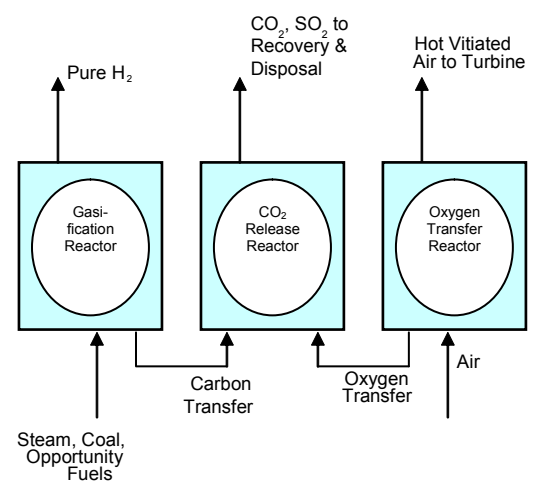 Pure H₂
CO₂, SO₂ to
Recovery &
Disposal
Hot Vitiated
Air to Turbine
Gasi-
fication
Reactor
CO₂
Release
Reactor
Oxygen
Transfer
Reactor
Carbon
Transfer
Oxygen
Transfer
Air
Steam, Coal,
Opportunity
Fuels